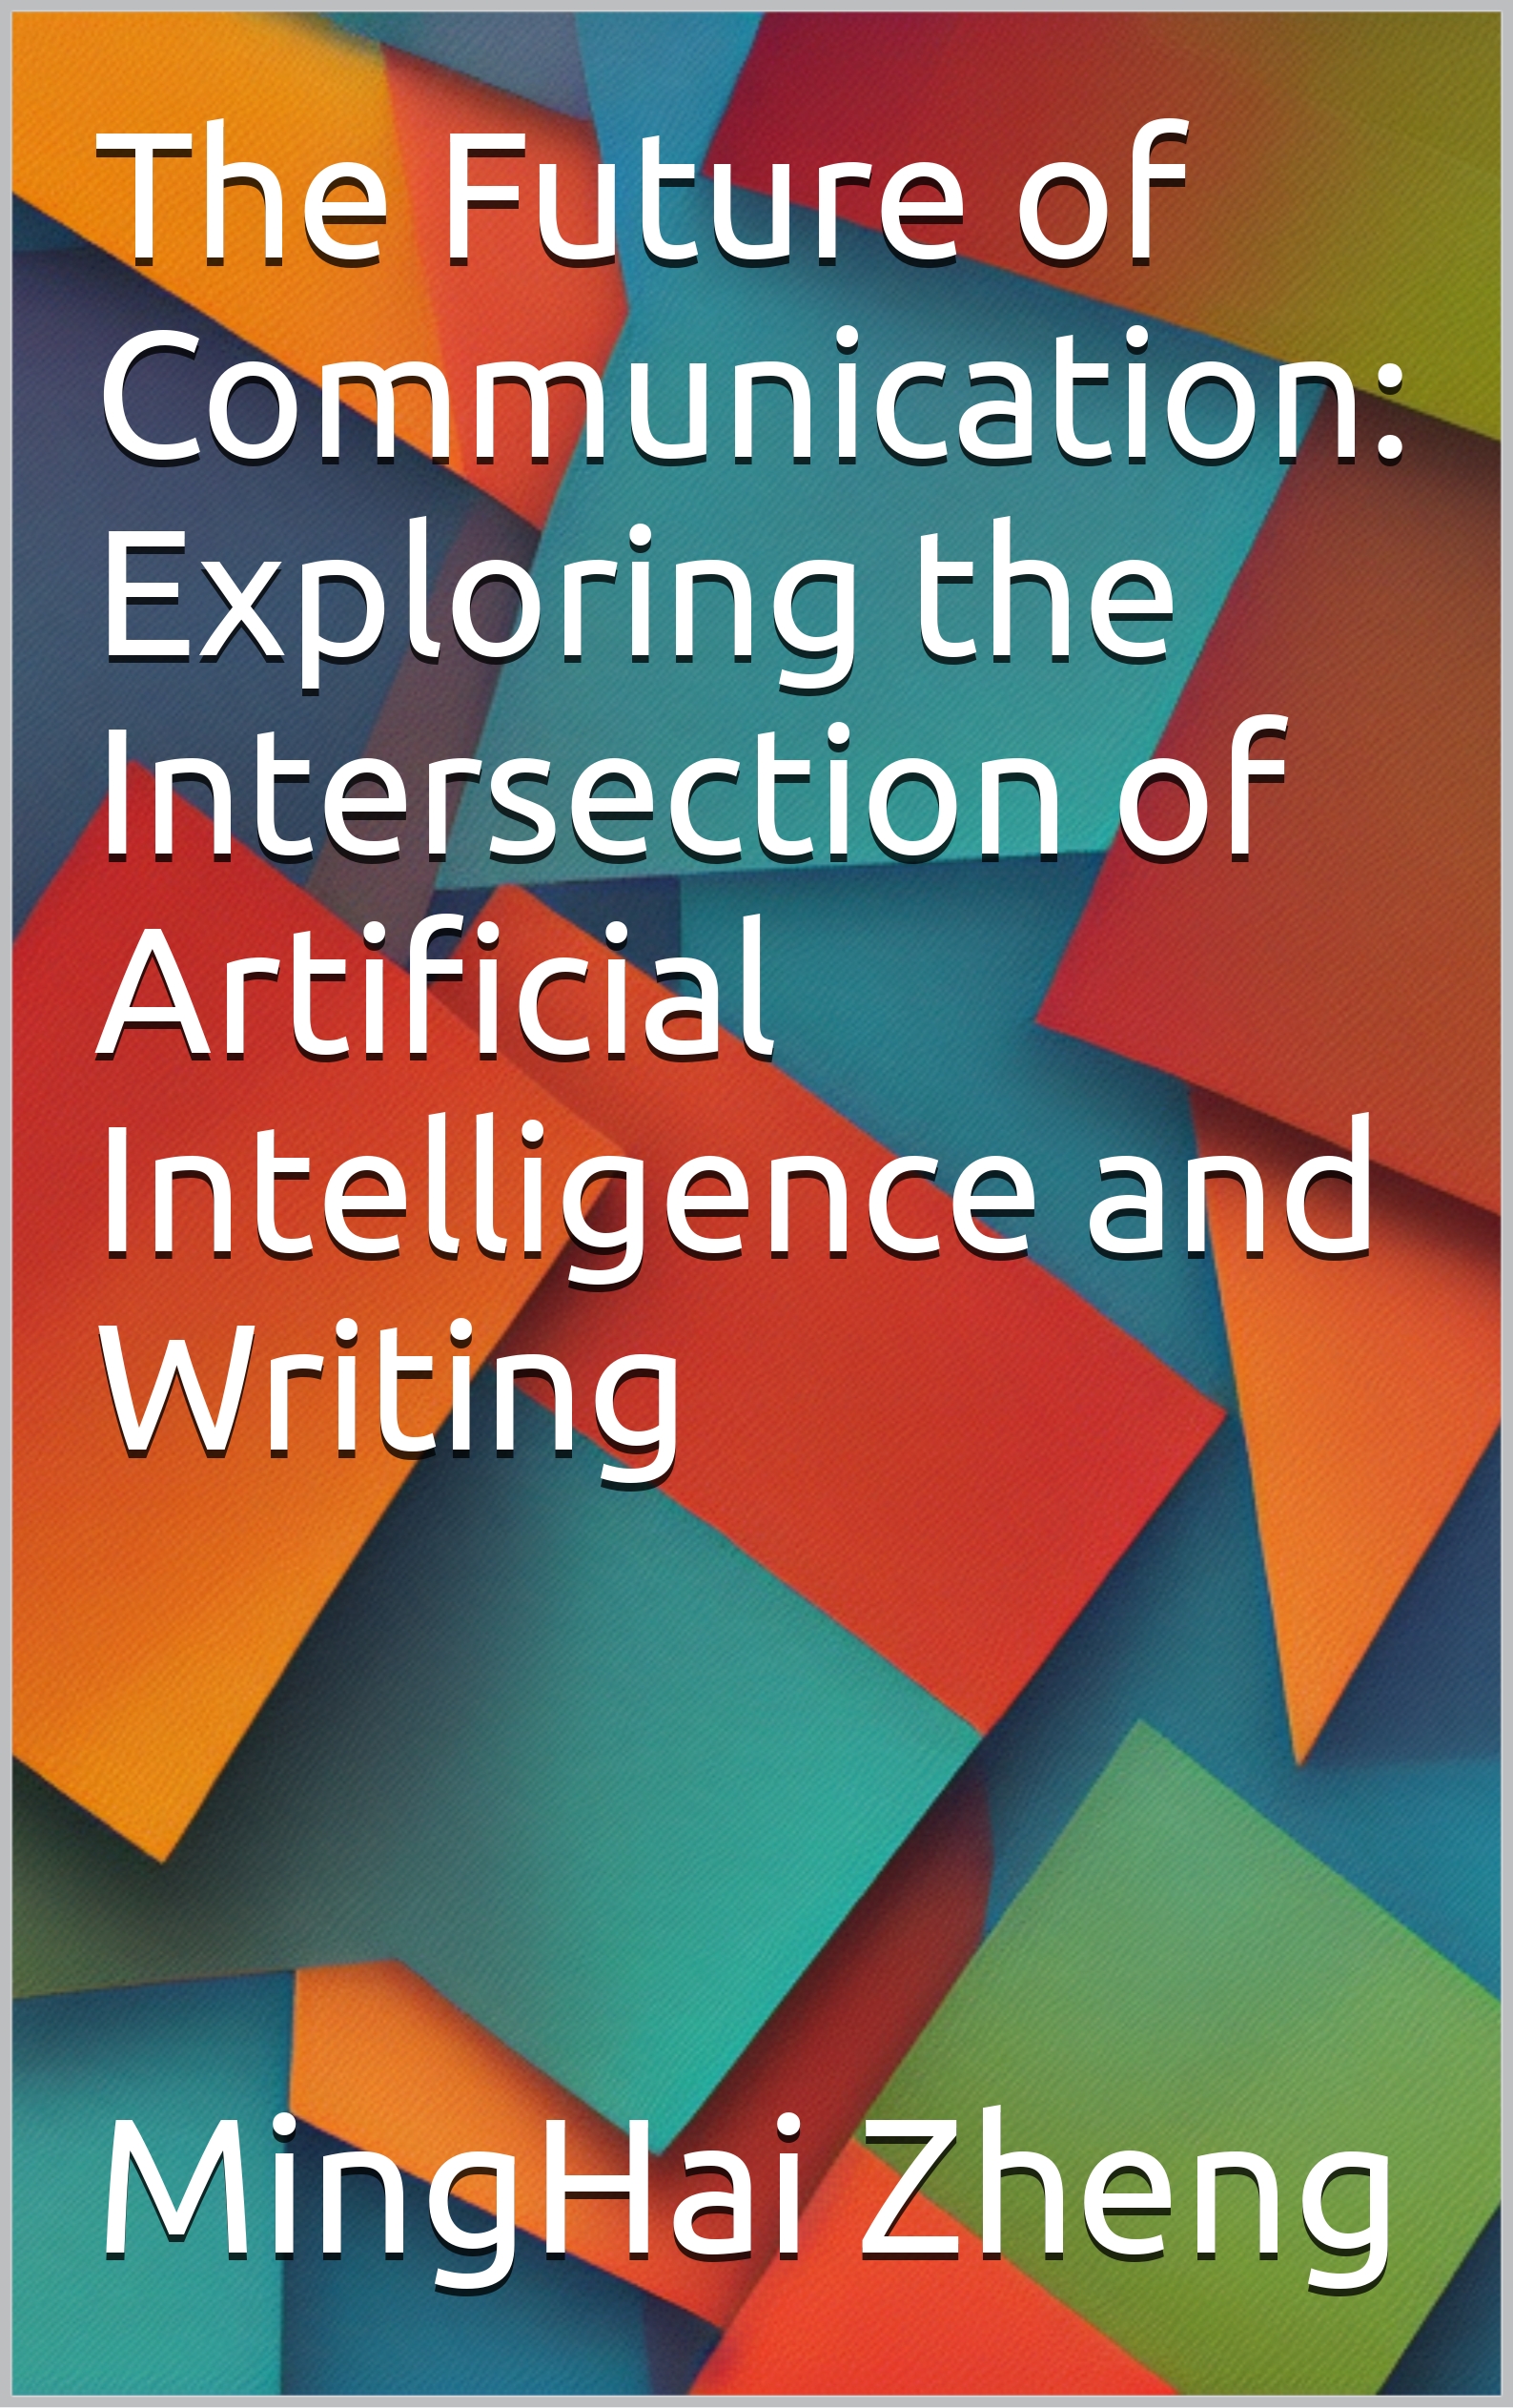 The Future of
Communication:
Exploring the
Intersection of
Artificial
Intelligence and
Writing
MingHai Zheng